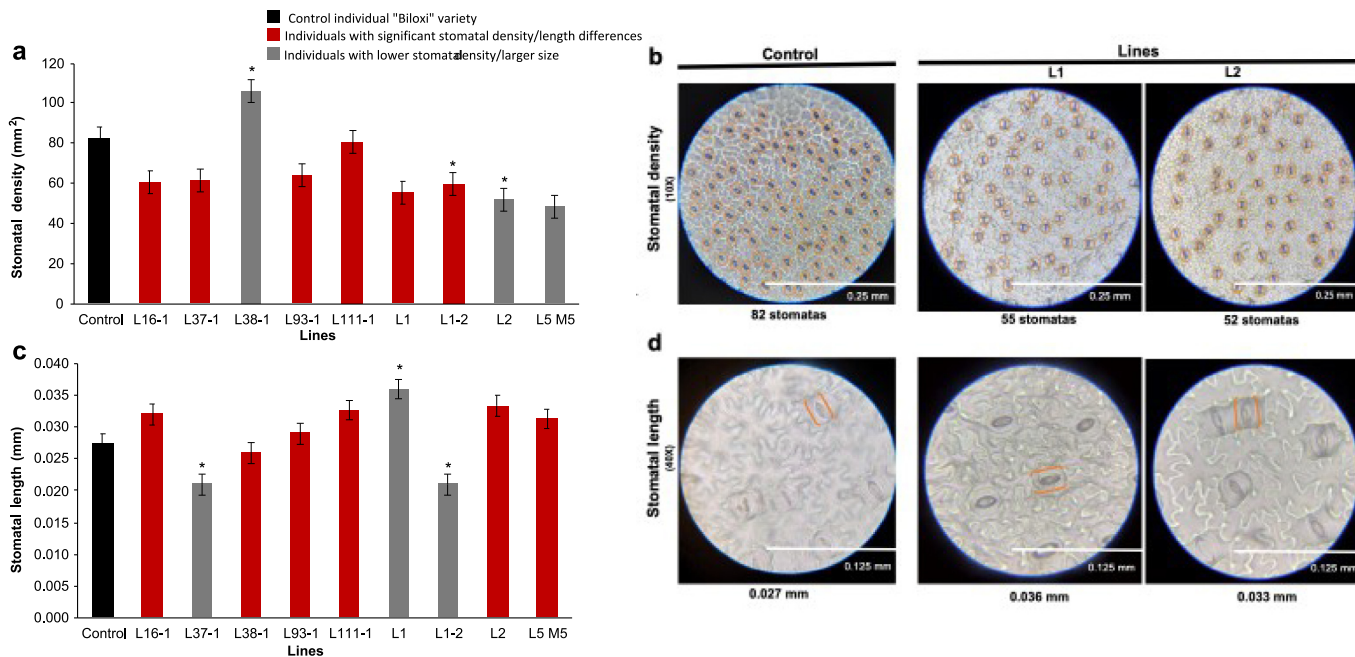 Control individual "Biloxi" variety
Individuals with significant stomatal density/length differences
Individuals with lower stomatal density/larger size
a
Stomatal density (mm²)
120
100
80
60
40
20
0
*
*
*
Control L16-1 L37-1 L38-1 L93-1 L111-1 L1 L1-2 L2 L5 M5
Lines
b
Control
Lines
L1 L2
Stomatal density
(10X)
0.25 mm
0.25 mm
0.25 mm
82 stomatas
55 stomatas
52 stomatas
c
Stomatal length (mm)
0.040
0.035
0.030
0.025
0.020
0.015
0.010
0.005
0.000
*
*
*
Control L16-1 L37-1 L38-1 L93-1 L111-1 L1 L1-2 L2 L5 M5
Lines
d
Stomatal length
(40X)
0.125 mm
0.125 mm
0.125 mm
0.027 mm
0.036 mm
0.033 mm